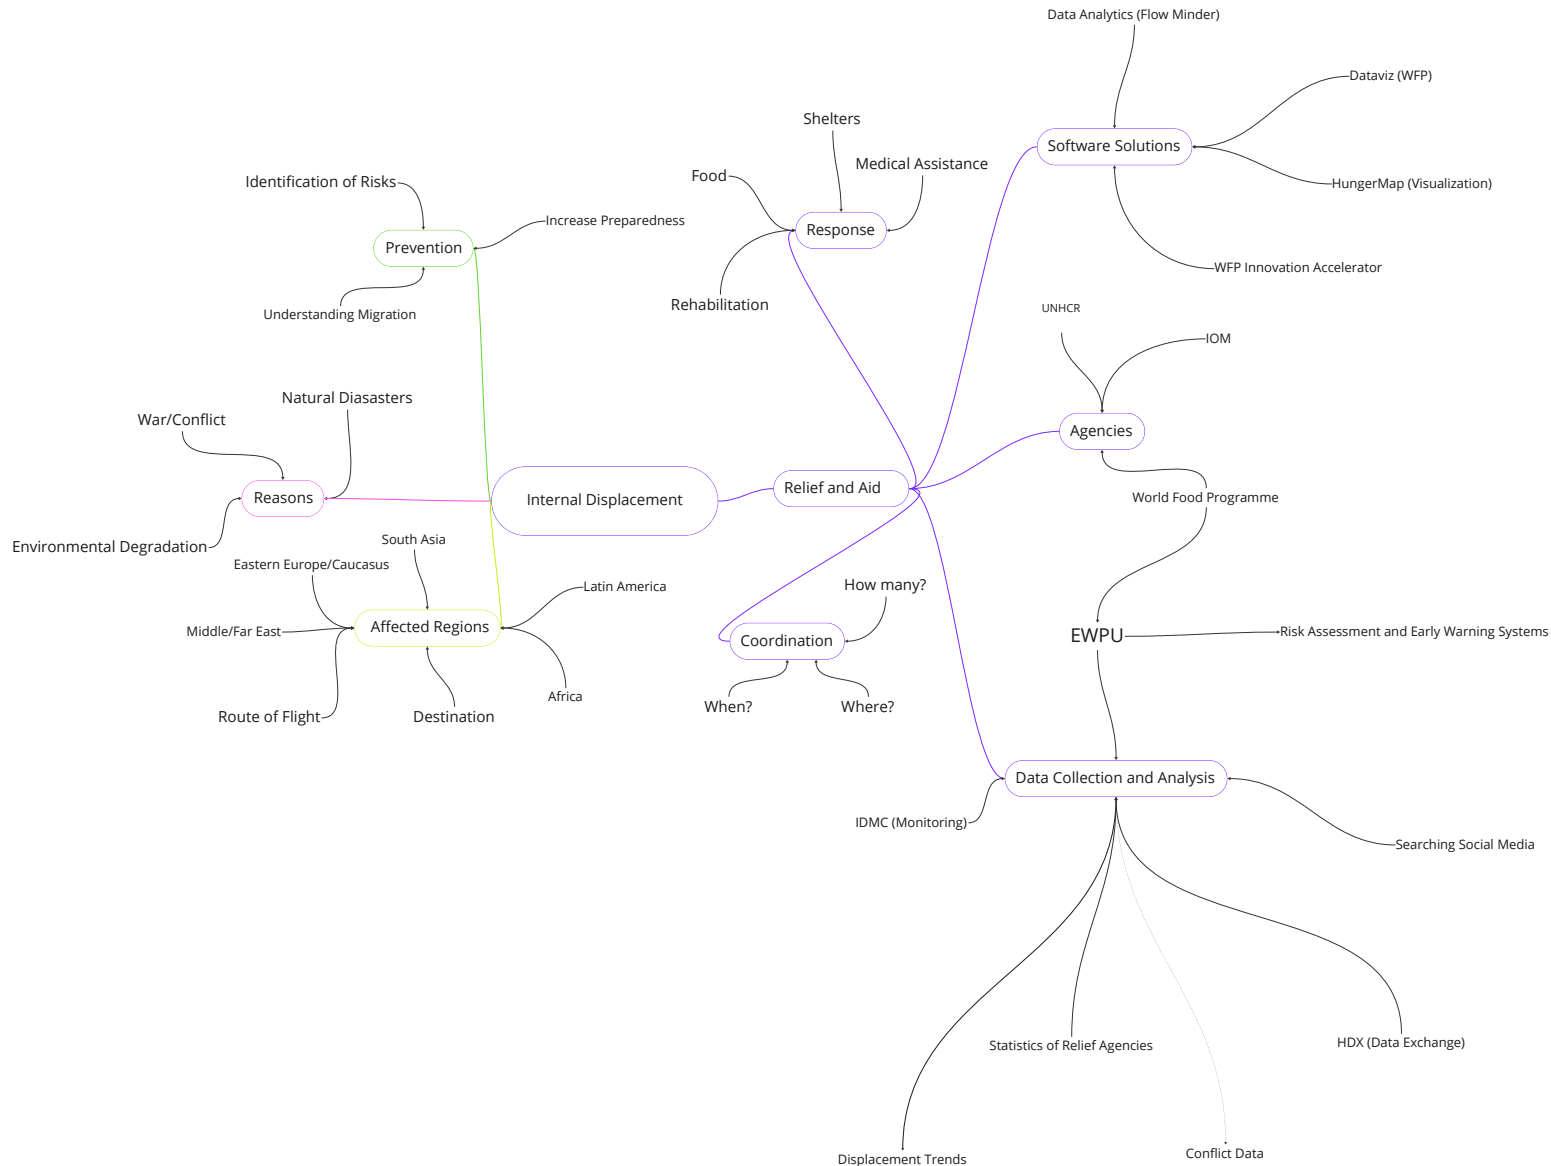 Data Analytics (Flow Minder)
Dataviz (WFP)
Shelters
Software Solutions
Medical Assistance
Food
Identification of Risks
HungerMap (Visualization)
Increase Preparedness
Response
Prevention
WFP Innovation Accelerator
Rehabilitation
Understanding Migration
UNHCR
IOM
Natural Diasasters
War/Conflict
Agencies
Relief and Aid
Reasons
Internal Displacement
World Food Programme
South Asia
Environmental Degradation
Eastern Europe/Caucasus
How many?
Latin America
Affected Regions
Middle/Far East
EWPU
Risk Assessment and Early Warning Systems
Coordination
Africa
When?
Where?
Route of Flight
Destination
Data Collection and Analysis
IDMC (Monitoring)
Searching Social Media
Statistics of Relief Agencies
HDX (Data Exchange)
Conflict Data
Displacement Trends